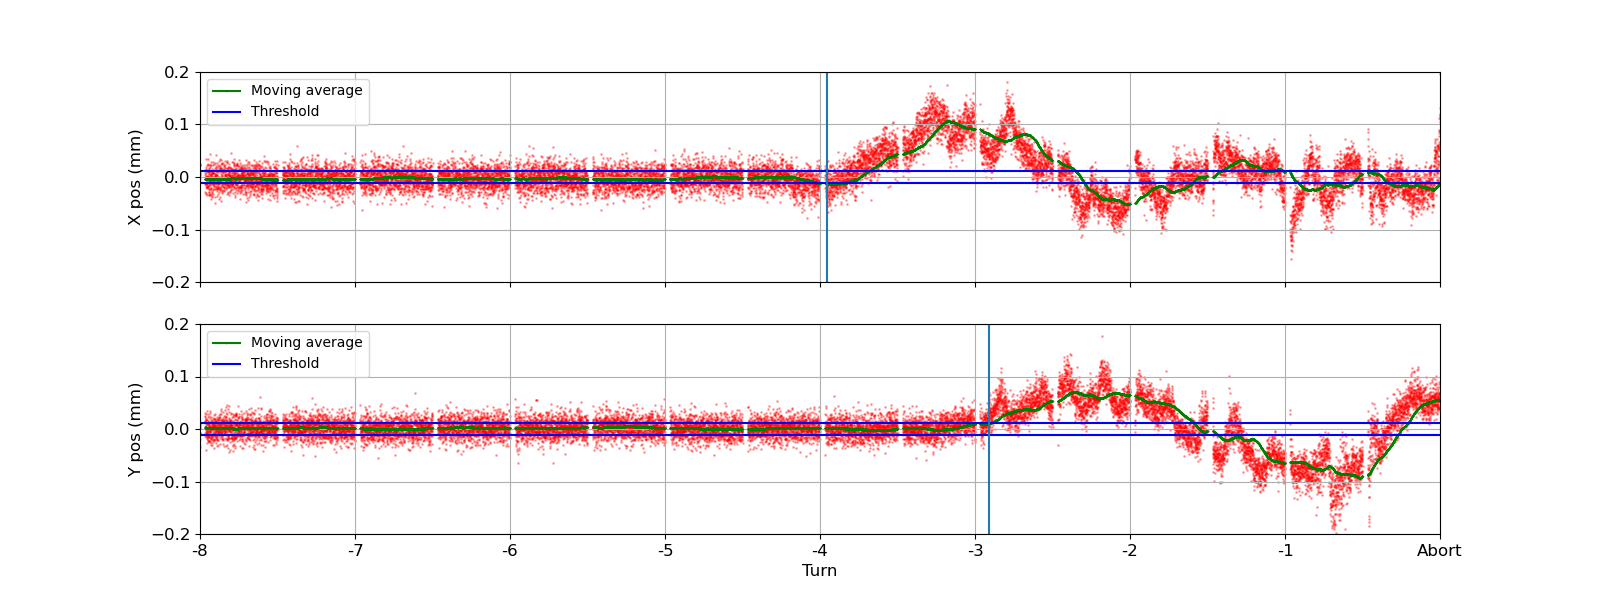 0.2
0.1
0.0
−0.1
−0.2
X pos (mm)
Moving average
Threshold
0.2
0.1
0.0
−0.1
−0.2
Y pos (mm)
Moving average
Threshold
-8 -7 -6 -5 -4 -3 -2 -1 Abort
Turn